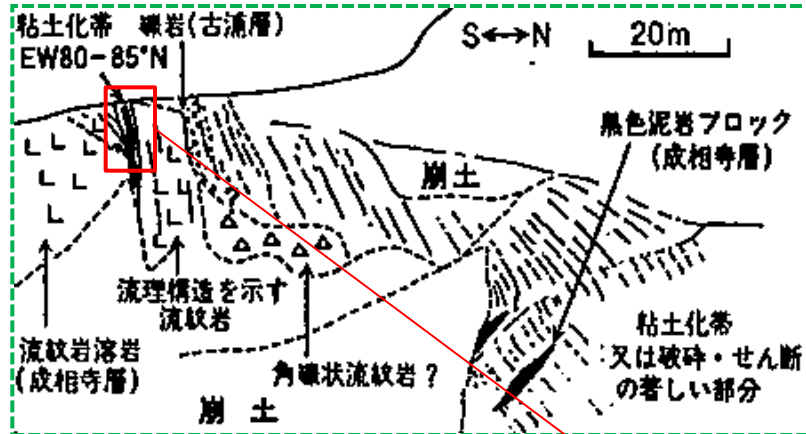 粘土化帯　礫岩(古浦層)
EW80-85°N
S↔N
20m
黒色泥岩ブロック
(成相寺層)
崩土
流理構造を示す
流紋岩
流紋岩溶岩
(成相寺層)
角礫状流紋岩?
崩土
粘土化帯
又は破砕・せん断
の著しい部分